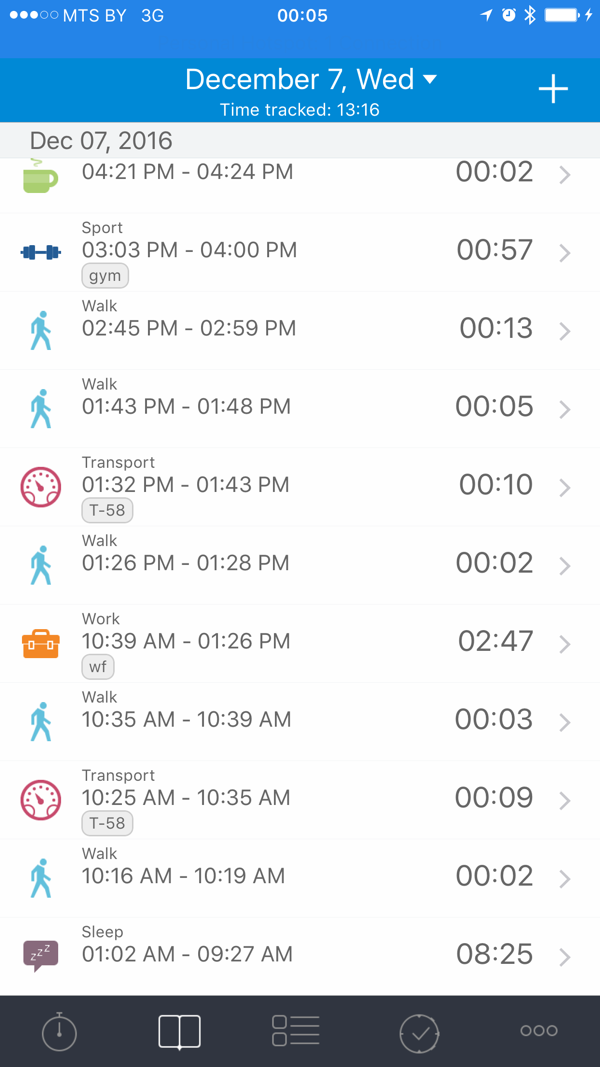 MTS BY 3G 00:05
December 7, Wed
Time tracked: 13:16
Dec 07, 2016
04:21 PM - 04:24 PM 00:02
Sport
03:03 PM - 04:00 PM 00:57
gym
Walk
02:45 PM - 02:59 PM 00:13
Walk
01:43 PM - 01:48 PM 00:05
Transport
01:32 PM - 01:43 PM 00:10
T-58
Walk
01:26 PM - 01:28 PM 00:02
Work
10:39 AM - 01:26 PM 02:47
wf
Walk
10:35 AM - 10:39 AM 00:03
Transport
10:25 AM - 10:35 AM 00:09
T-58
Walk
10:16 AM - 10:19 AM 00:02
Sleep
01:02 AM - 09:27 AM 08:25
zzz